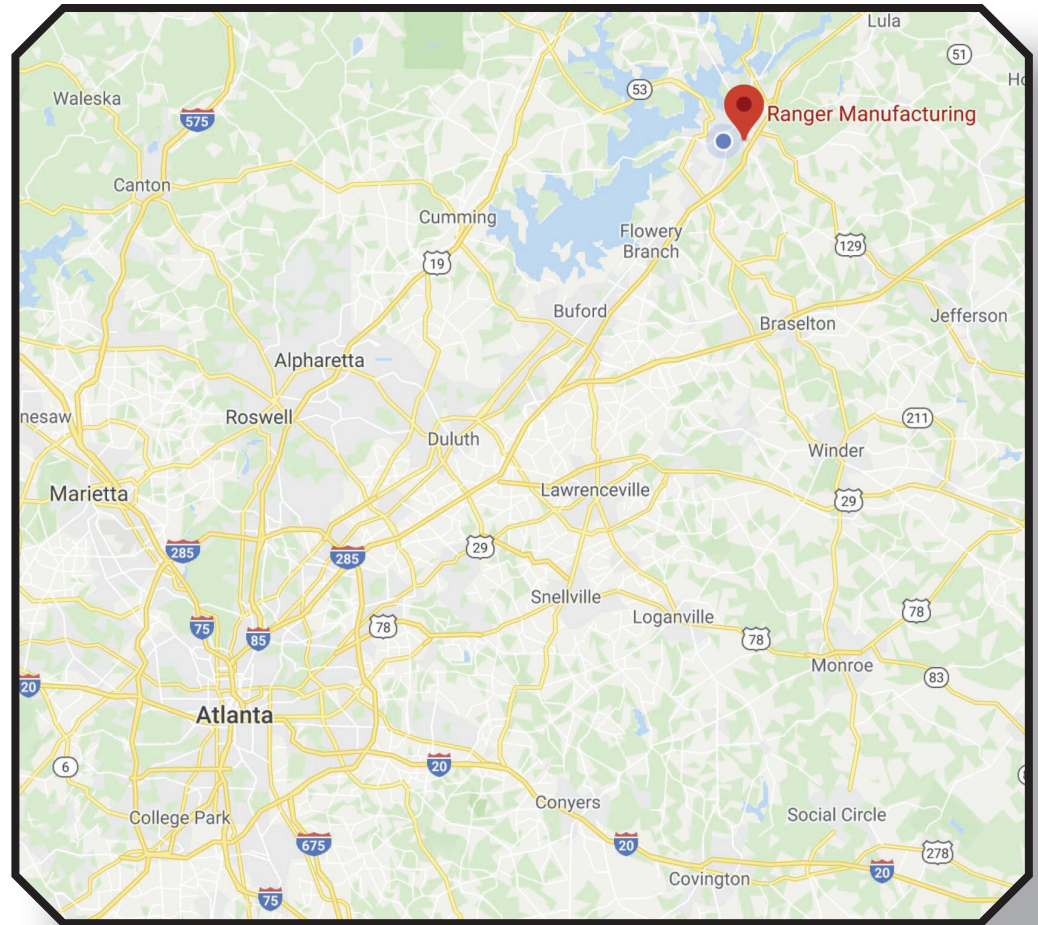 Lula
51
53
Waleska
Ranger Manufacturing
575
Canton
Cumming
Flowery
Branch
129
19
Buford
Braselton
Jefferson
Alpharetta
nesaw
Roswell
211
Duluth
Winder
Marietta
Lawrenceville
29
285
285
29
Snellville
78
Loganville
75
85
78
78
Monroe
83
20
Atlanta
6
20
Conyers
Social Circle
College Park
675
20
278
Covington
20
75